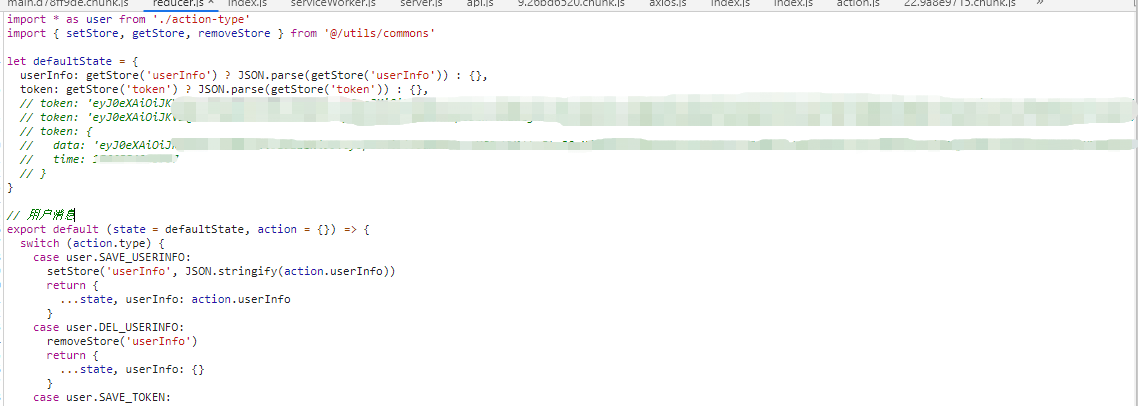 main.d78ff9de.chunk.js reducer.js × index.js serviceWorker.js server.js api.js 9.26bd6520.chunk.js axios.js index.js index.js action.js 22.9a8e9715.chunk.js »
import * as user from './action-type'
import { setStore, getStore, removeStore } from '@/utils/commons'
let defaultState = {
userInfo: getStore('userInfo') ? JSON.parse(getStore('userInfo')) : {},
token: getStore('token') ? JSON.parse(getStore('token')) : {},
// token: 'eyJ0eXAiOiJK
// token: 'eyJ0eXAiOiJKV
// token: {
// data: 'eyJ0eXAiOiJ
// time:
// }
}
// 用户消息
export default (state = defaultState, action = {}) => {
switch (action.type) {
case user.SAVE_USERINFO:
setStore('userInfo', JSON.stringify(action.userInfo))
return {
...state, userInfo: action.userInfo
}
case user.DEL_USERINFO:
removeStore('userInfo')
return {
...state, userInfo: {}
}
case user.SAVE_TOKEN: